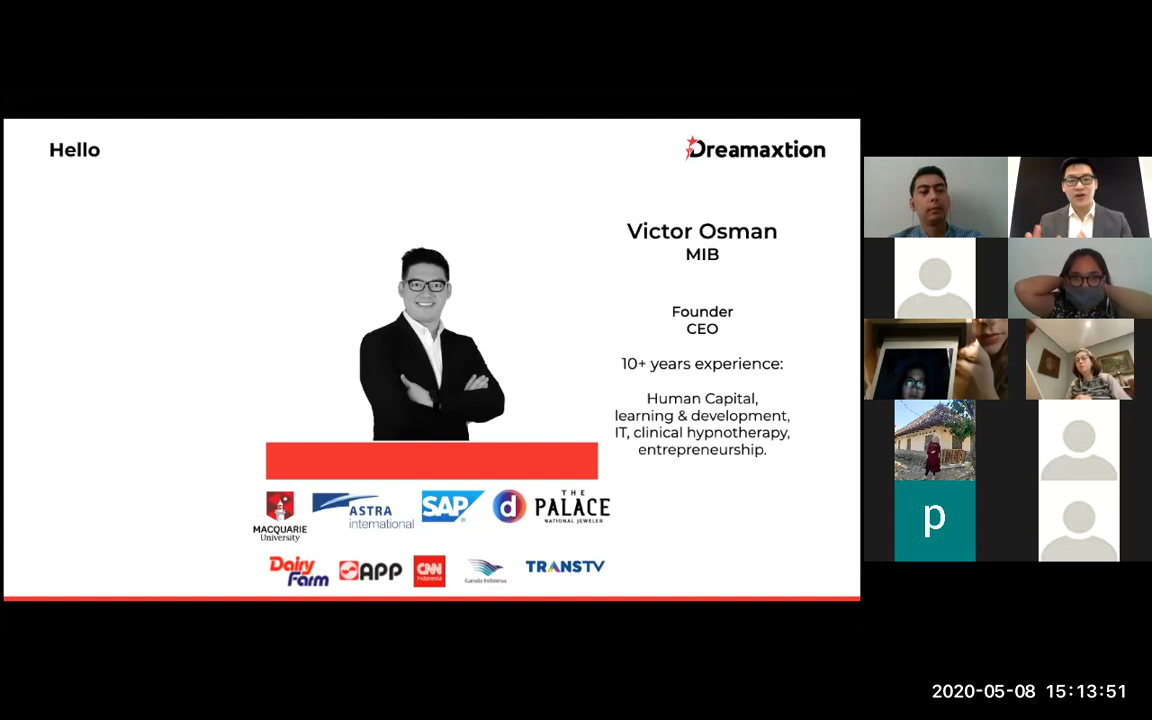 Hello
Dreamaxtion
Victor Osman
MIB
Founder
CEO
10+ years experience:
Human Capital,
learning & development,
IT, clinical hypnotherapy,
entrepreneurship.
MACQUARIE
University
ASTRA
international
SAP
d
THE
PALACE
NATIONAL JEWELER
Dairy
Farm
APP
CNN
Indonesia
Garuda Indonesia
TRANSTV
p
2020-05-08 15:13:51